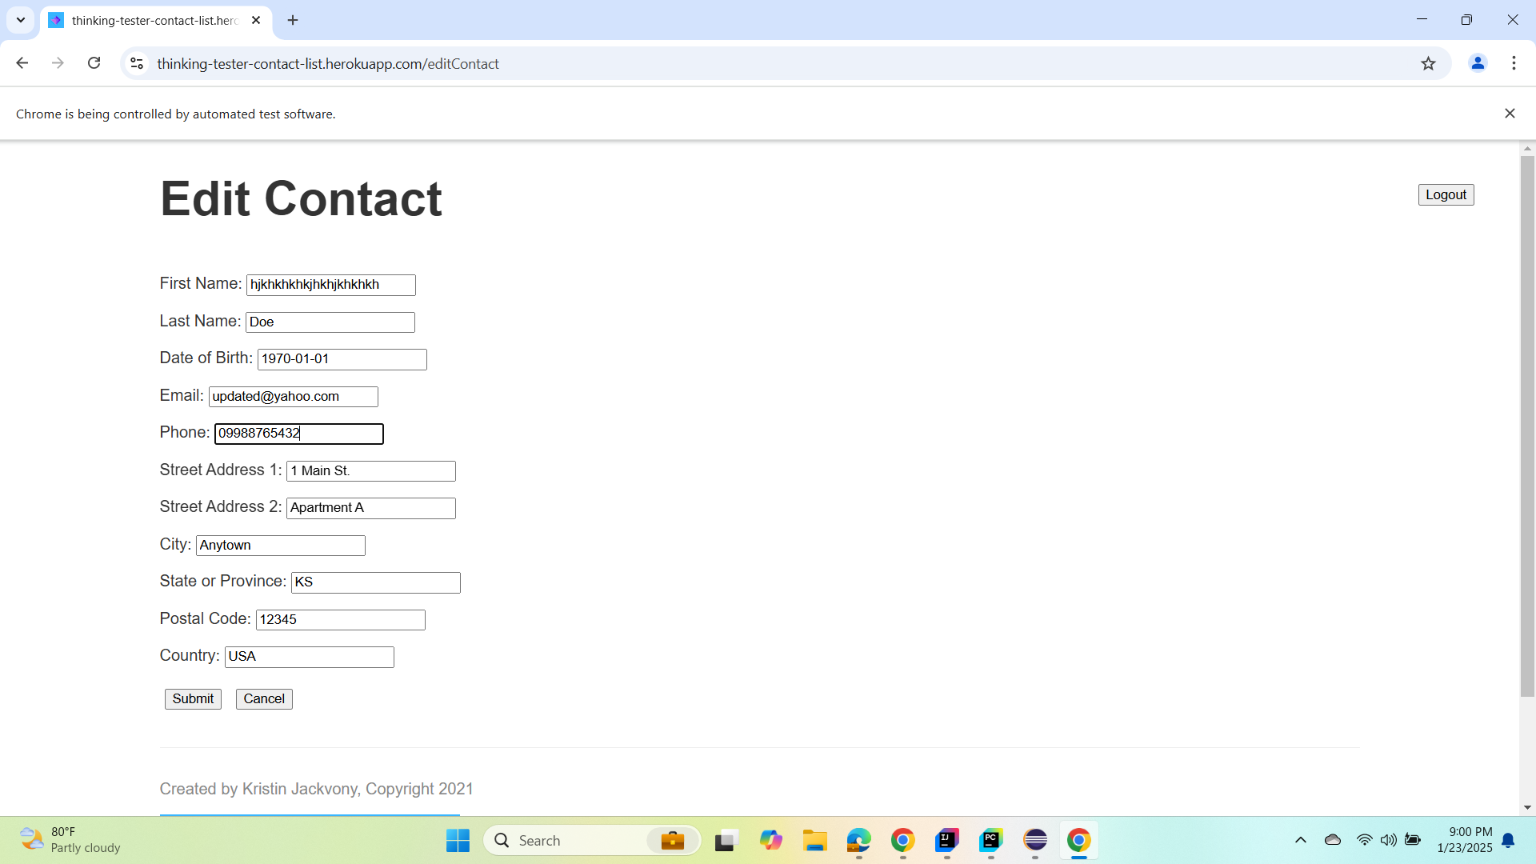 thinking-tester-contact-list.herc
thinking-tester-contact-list.herokuapp.com/editContact
Chrome is being controlled by automated test software.
Edit Contact
Logout
First Name: hjkhkhkhkjhkhjkhkhkh
Last Name: Doe
Date of Birth: 1970-01-01
Email: updated@yahoo.com
Phone: 09988765432
Street Address 1: 1 Main St.
Street Address 2: Apartment A
City: Anytown
State or Province: KS
Postal Code: 12345
Country: USA
Submit Cancel
Created by Kristin Jackvony, Copyright 2021
80°F
Partly cloudy
Search
9:00 PM
1/23/2025